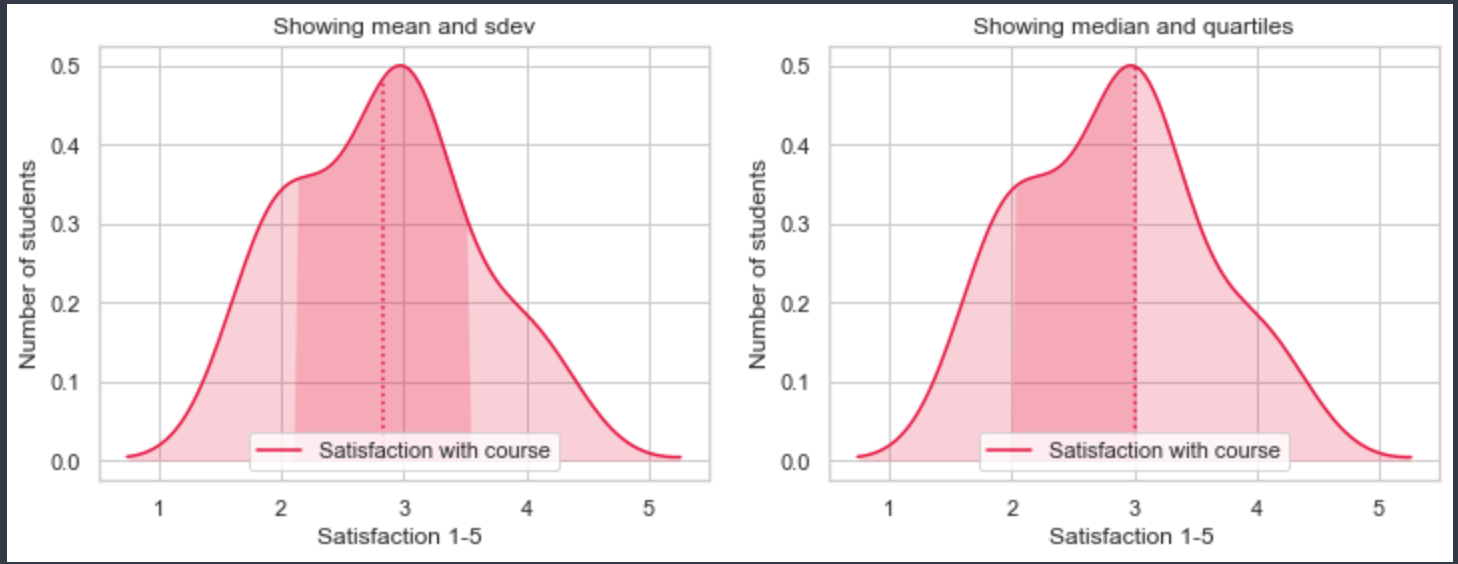 Showing mean and sdev
Number of students
0.5
0.4
0.3
0.2
0.1
0.0
Satisfaction with course
1 2 3 4 5
Satisfaction 1-5
Showing median and quartiles
Number of students
0.5
0.4
0.3
0.2
0.1
0.0
Satisfaction with course
1 2 3 4 5
Satisfaction 1-5